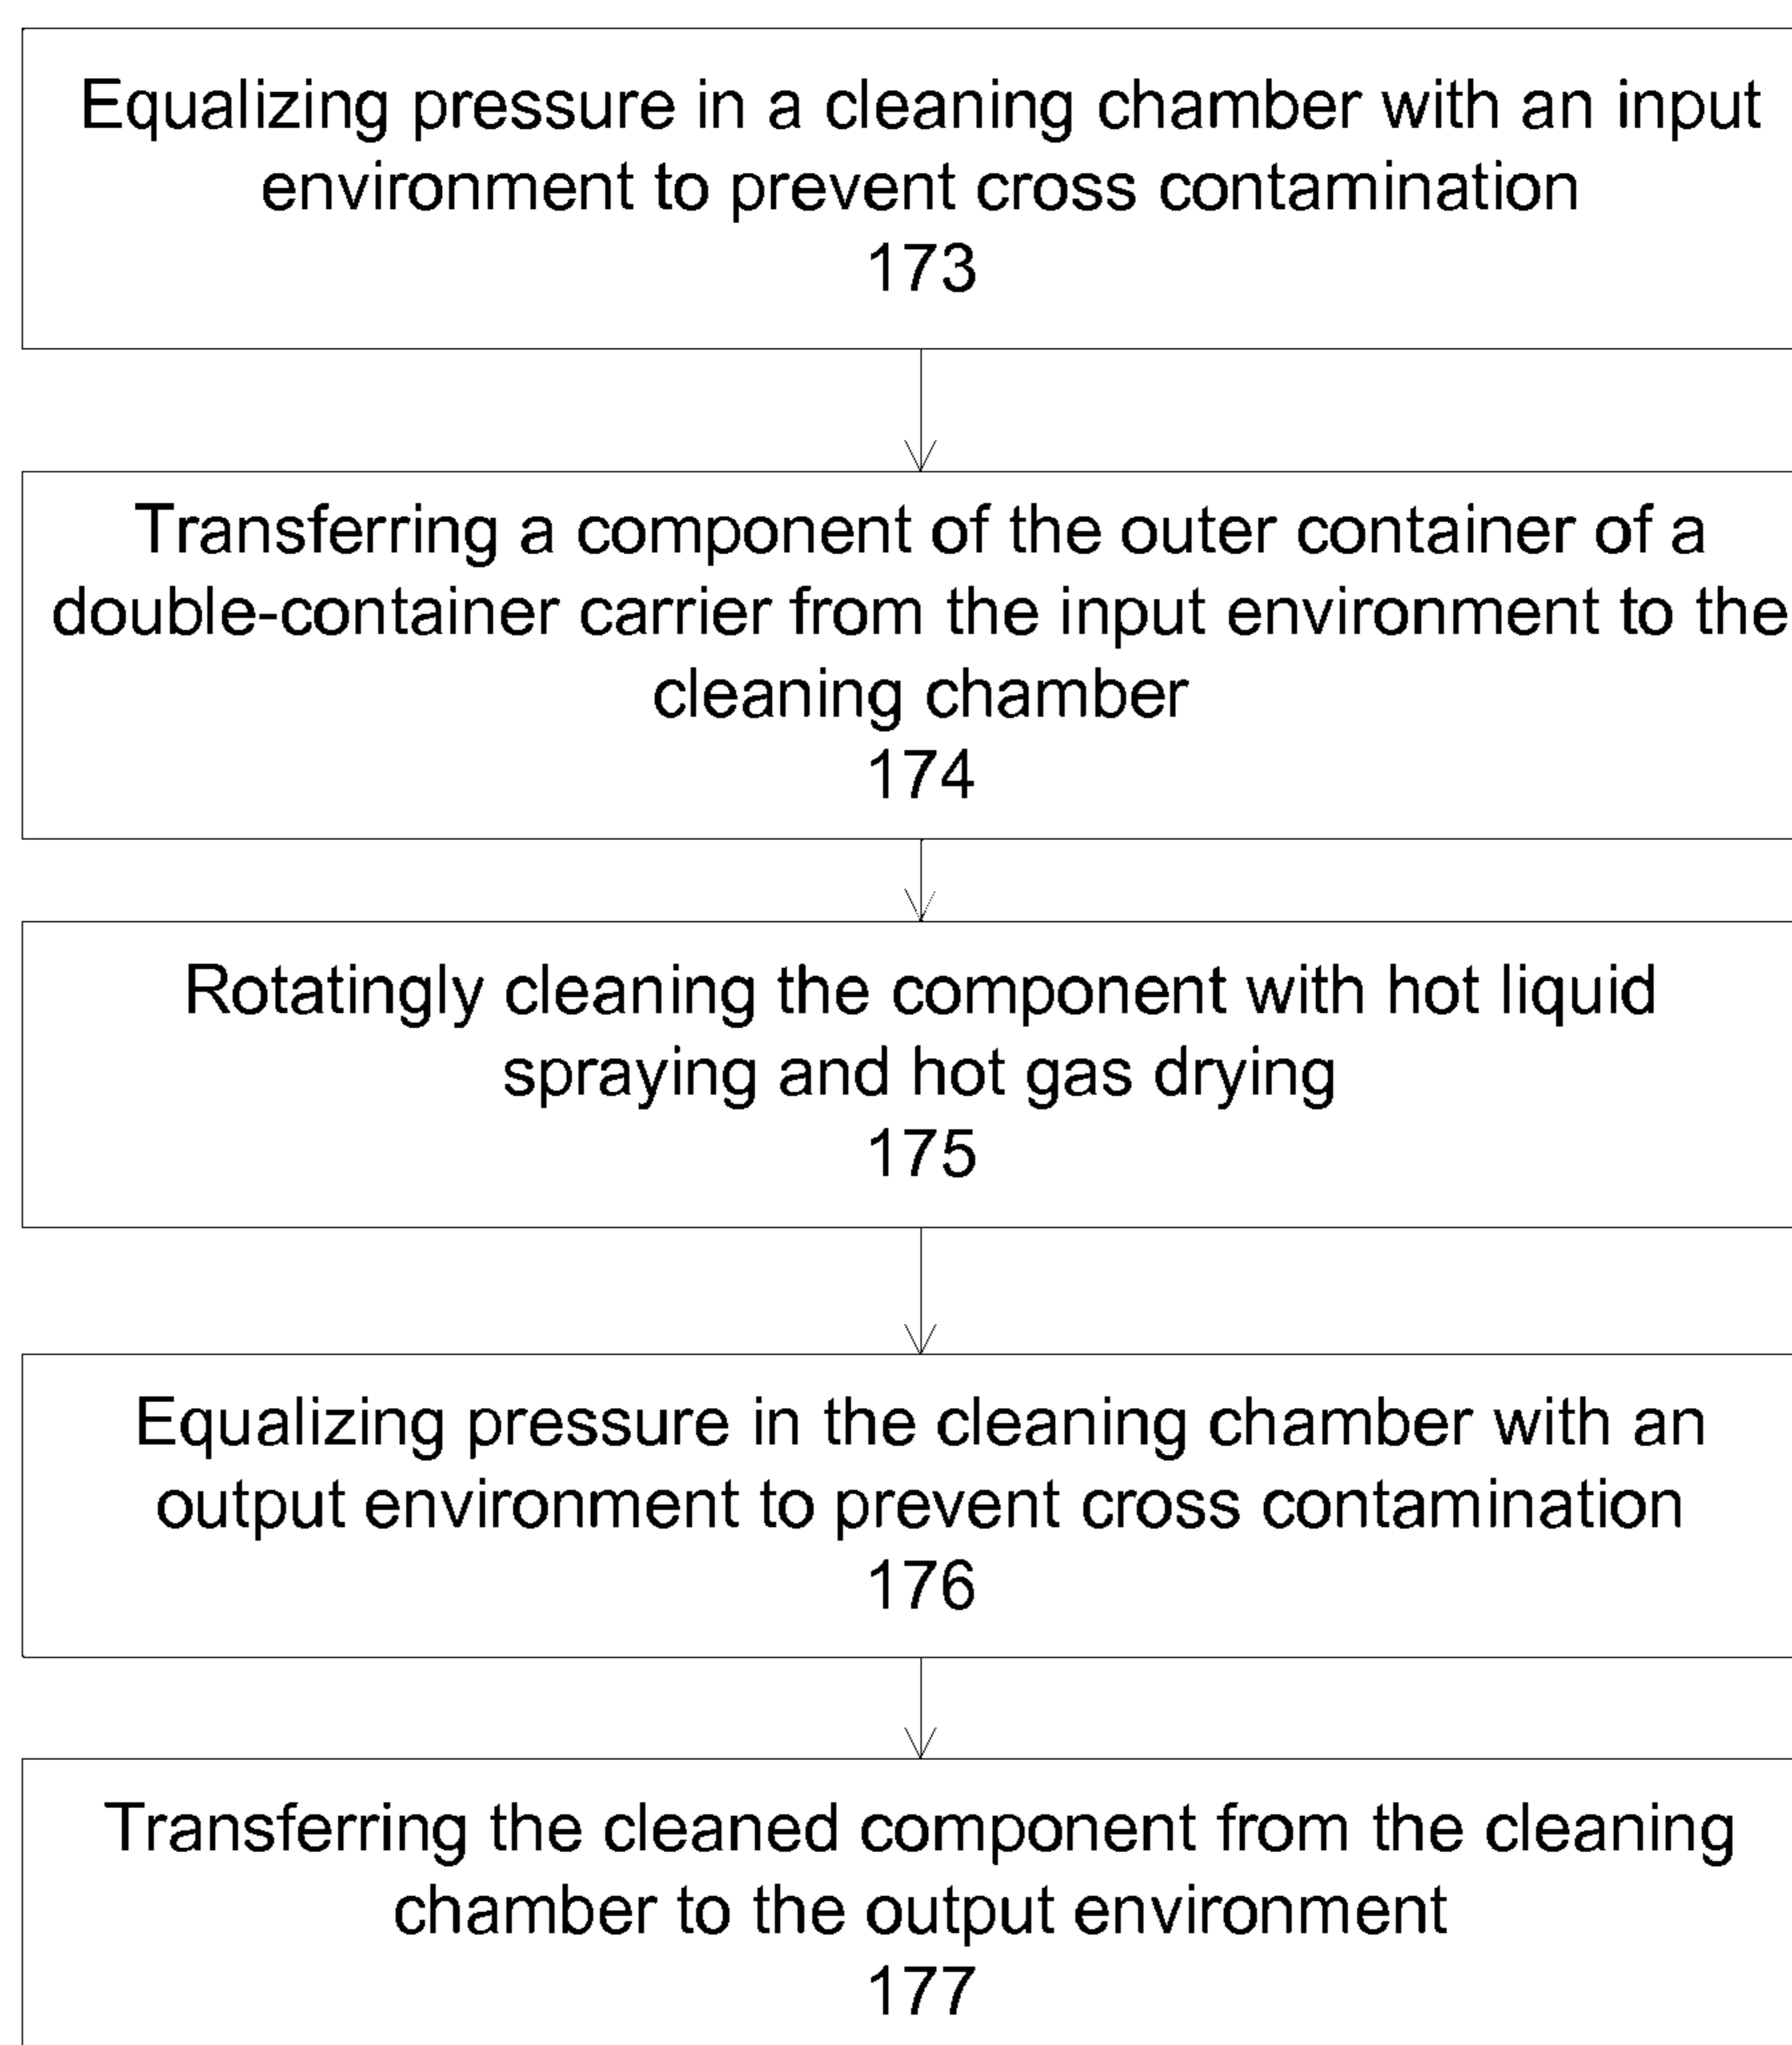 Equalizing pressure in a cleaning chamber with an input
environment to prevent cross contamination
173
Transferring a component of the outer container of a
double-container carrier from the input environment to the
cleaning chamber
174
Rotatingly cleaning the component with hot liquid
spraying and hot gas drying
175
Equalizing pressure in the cleaning chamber with an
output environment to prevent cross contamination
176
Transferring the cleaned component from the cleaning
chamber to the output environment
177